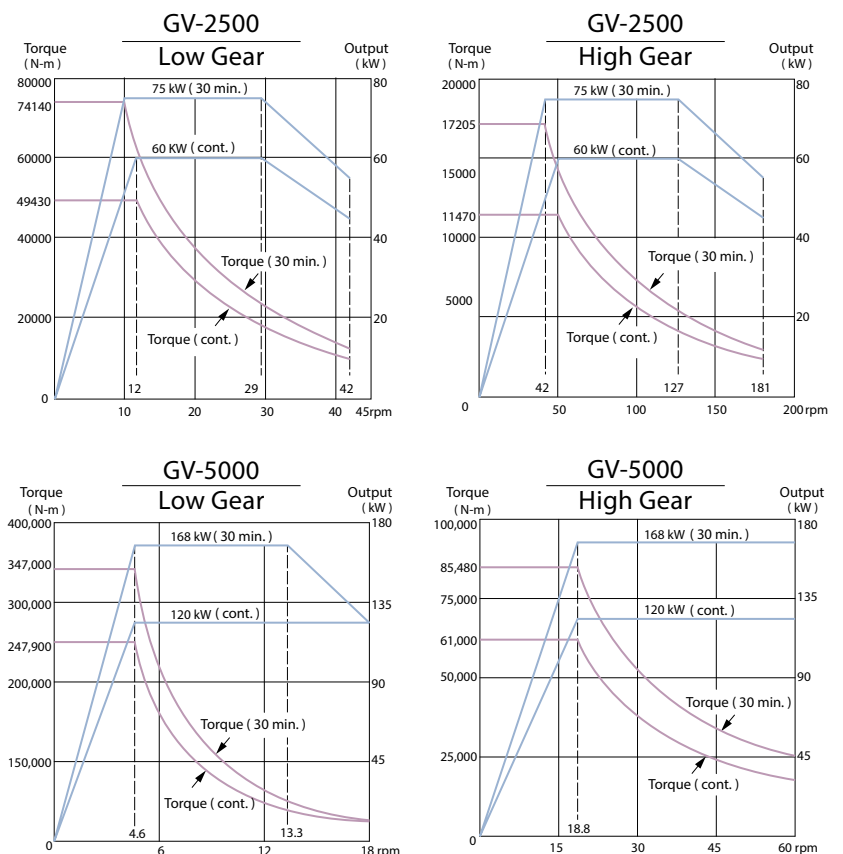 GV-2500
Low Gear
Torque
( N-m )
Output
( kW )
80000
74140
60000
49430
40000
20000
0
80
60
40
20
75 kW ( 30 min. )
60 KW ( cont. )
Torque ( 30 min. )
Torque ( cont. )
12
29
42
10
20
30
40
45rpm
GV-2500
High Gear
Torque
( N-m )
Output
( kW )
20000
17205
15000
11470
10000
5000
0
80
60
40
20
75 kW ( 30 min. )
60 kW ( cont. )
Torque ( 30 min. )
Torque ( cont. )
42
127
181
50
100
150
200 rpm
GV-5000
Low Gear
Torque
( N-m )
Output
( kW )
400,000
347,000
300,000
247,900
200,000
150,000
0
180
135
90
45
168 kW ( 30 min. )
120 kW ( cont. )
Torque ( 30 min. )
Torque ( cont. )
4.6
13.3
6
12
18 rpm
GV-5000
High Gear
Torque
( N-m )
Output
( kW )
100,000
85,480
75,000
61,000
50,000
25,000
0
180
135
90
45
168 kW ( 30 min. )
120 kW ( cont. )
Torque ( 30 min. )
Torque ( cont. )
18.8
15
30
45
60 rpm